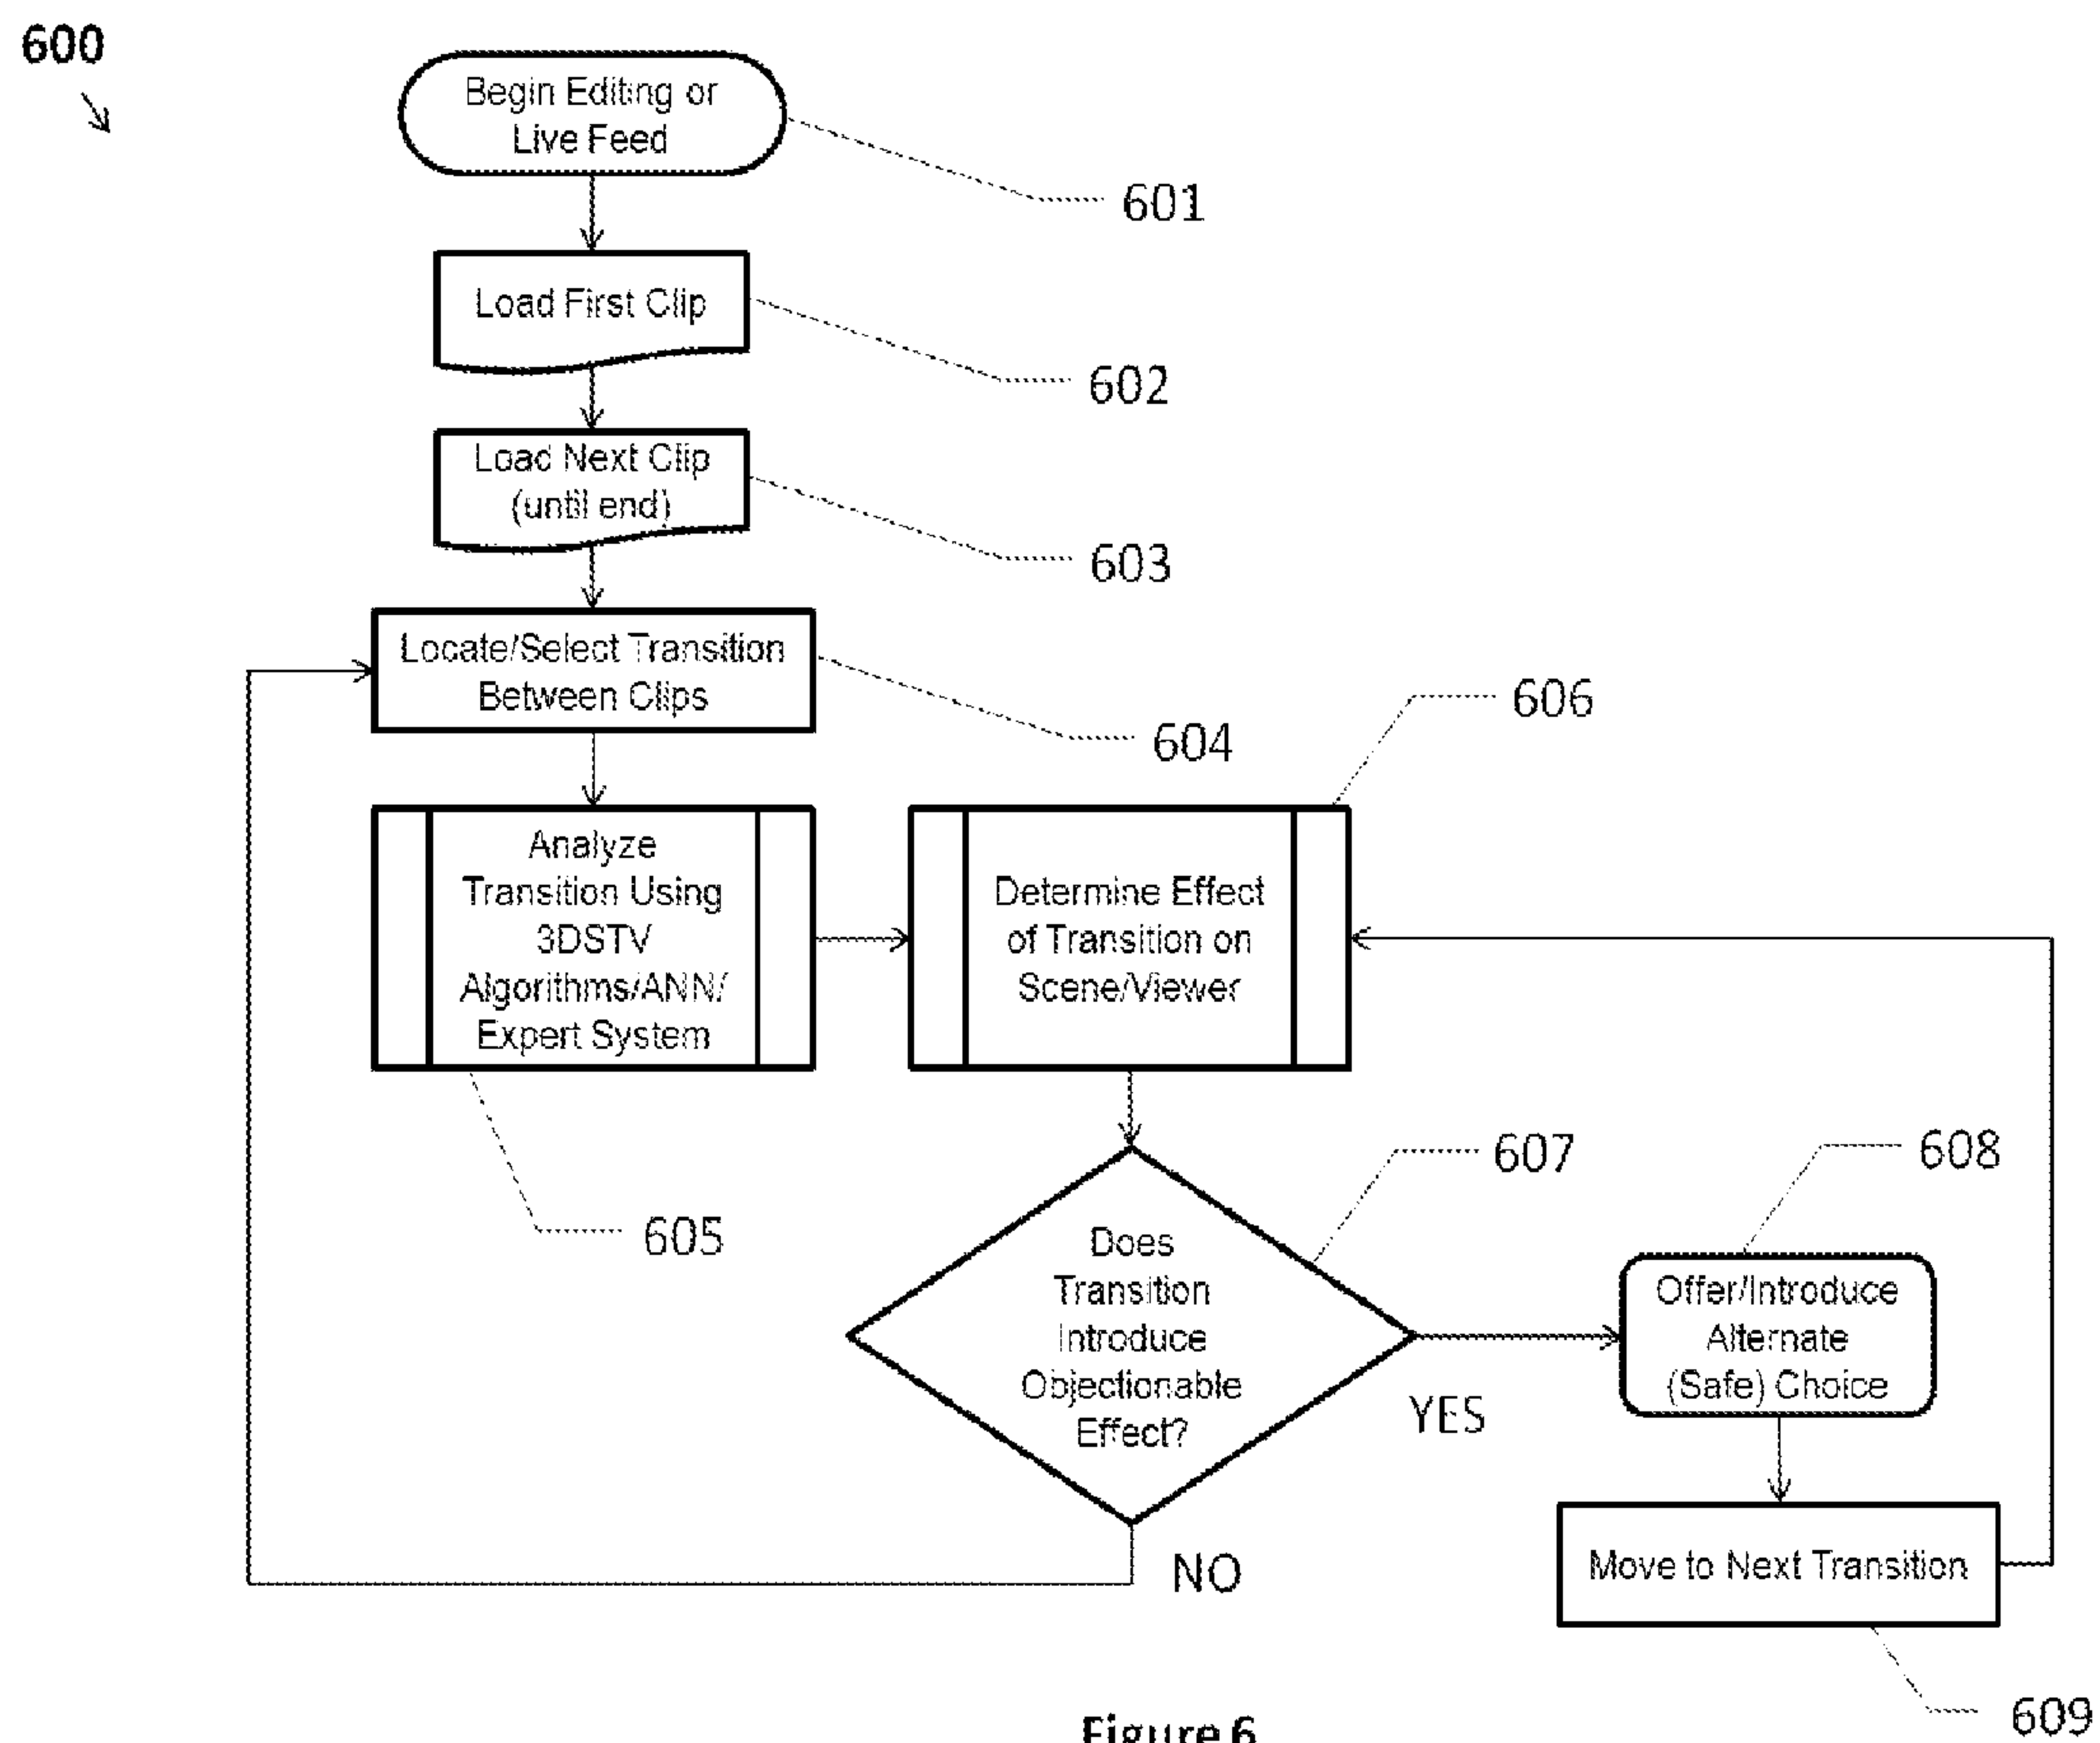 600
Begin Editing or
Live Feed
601
Load First Clip
602
Load Next Clip
(until end)
603
Locate/Select Transition
Between Clips
604
606
Analyze
Transition Using
3DSTV
Algorithms/ANN/
Expert System
605
Determine Effect
of Transition on
Scene/Viewer
607
Does
Transition
Introduce
Objectionable
Effect?
YES
NO
608
Offer/Introduce
Alternate
(Safe) Choice
Move to Next Transition
609
Figure 6